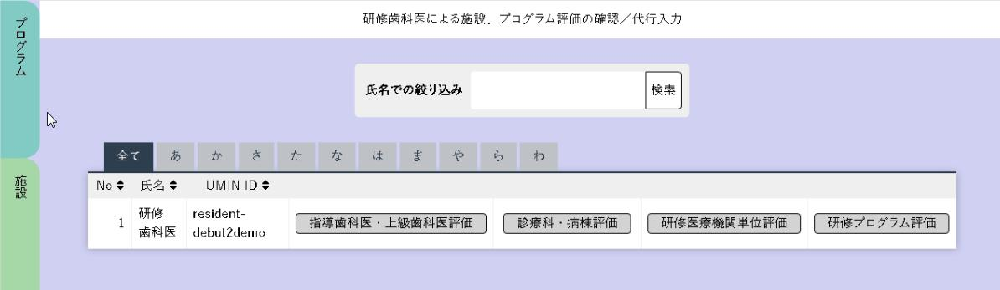 研修歯科医による施設、プログラム評価の確認／代行入力
プログラム
施設
氏名での絞り込み 検索
全て あ か さ た な は ま や ら わ
No 氏名 UMIN ID
1 研修 歯科医 resident-debut2demo 指導歯科医・上級歯科医評価 診療科・病棟評価 研修医療機関単位評価 研修プログラム評価